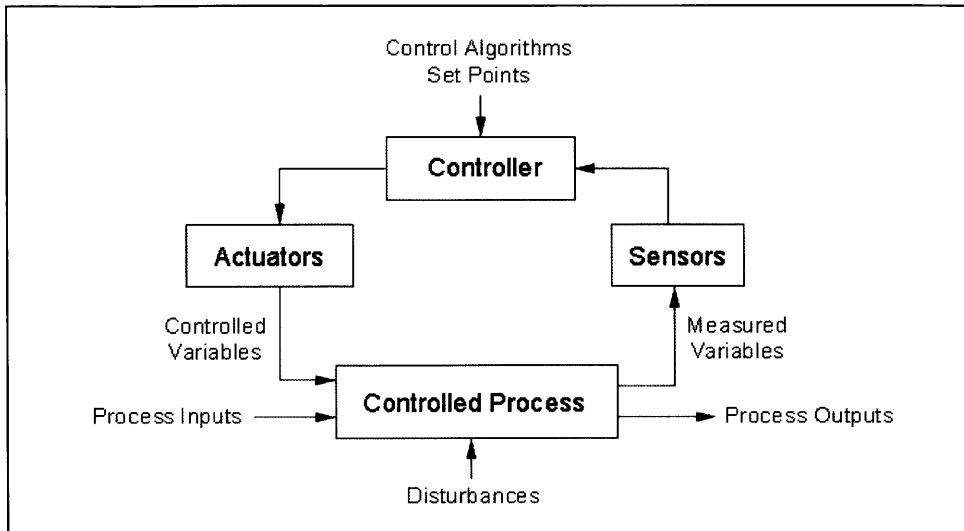 Control Algorithms
Set Points
Controller
Actuators
Sensors
Controlled
Variables
Measured
Variables
Controlled Process
Process Inputs
Process Outputs
Disturbances